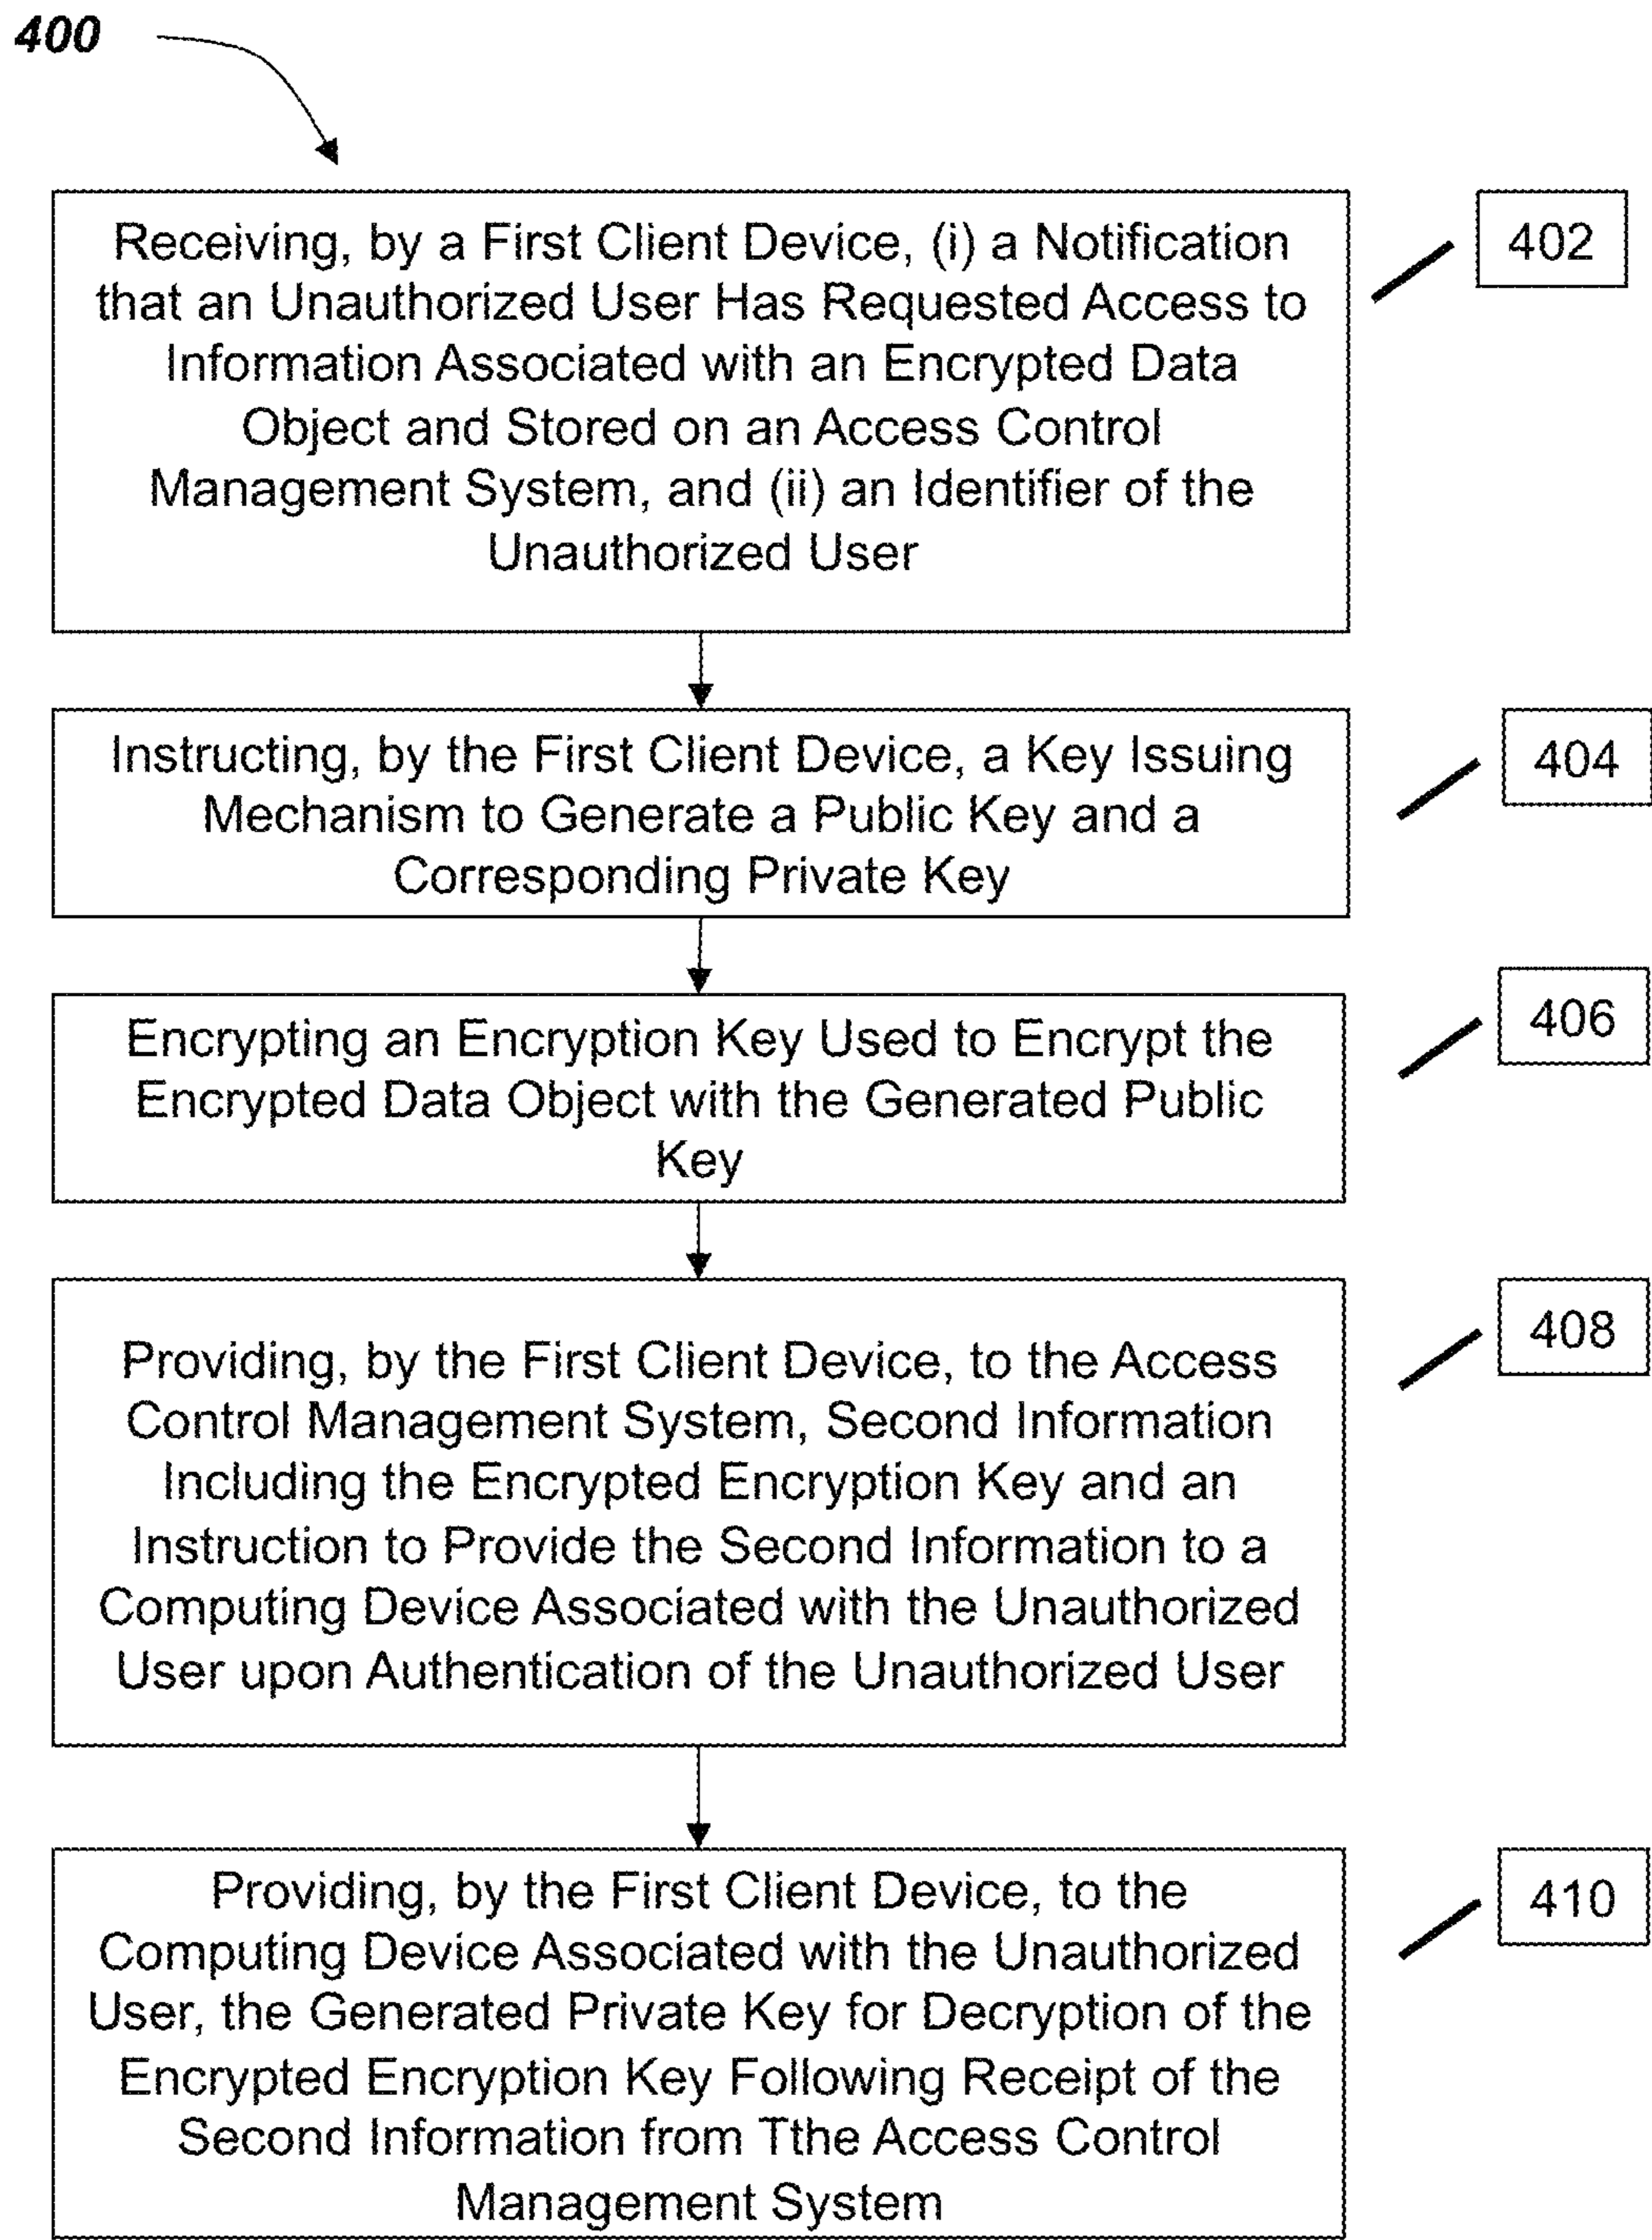 400
Receiving, by a First Client Device, (i) a Notification
that an Unauthorized User Has Requested Access to
Information Associated with an Encrypted Data
Object and Stored on an Access Control
Management System, and (ii) an Identifier of the
Unauthorized User
402
Instructing, by the First Client Device, a Key Issuing
Mechanism to Generate a Public Key and a
Corresponding Private Key
404
Encrypting an Encryption Key Used to Encrypt the
Encrypted Data Object with the Generated Public
Key
406
Providing, by the First Client Device, to the Access
Control Management System, Second Information
Including the Encrypted Encryption Key and an
Instruction to Provide the Second Information to a
Computing Device Associated with the Unauthorized
User upon Authentication of the Unauthorized User
408
Providing, by the First Client Device, to the
Computing Device Associated with the Unauthorized
User, the Generated Private Key for Decryption of the
Encrypted Encryption Key Following Receipt of the
Second Information from Tthe Access Control
Management System
410